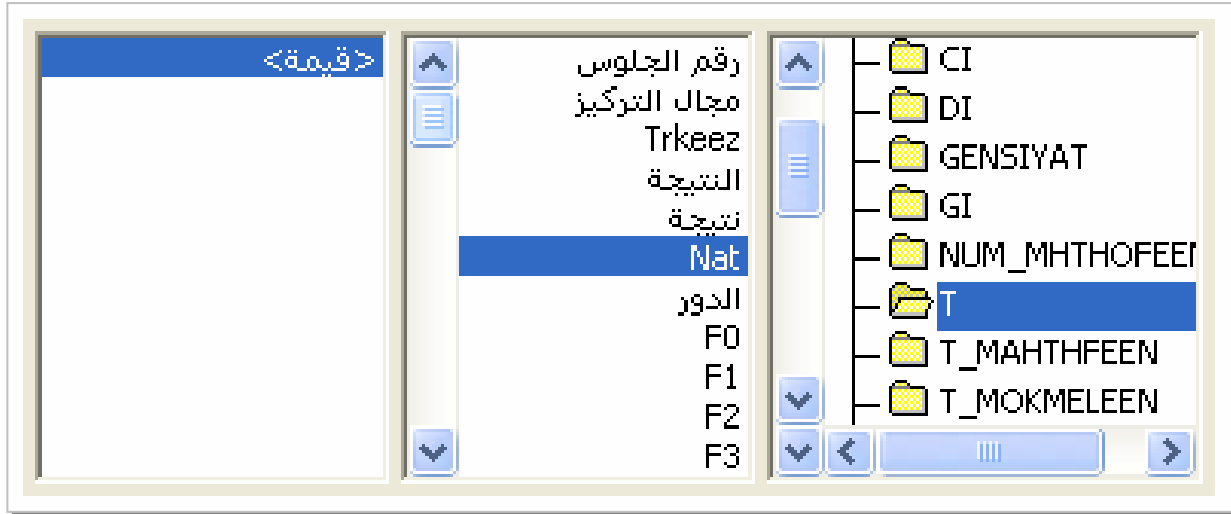 CI
DI
GENSIYAT
GI
NUM_MHTHOFEEN
T
T_MAHTHFEEN
T_MOKMELEEN
رقم الجلوس
مجال التركيز
Trkeez
النتيجة
نتيجة
Nat
الدور
F0
F1
F2
F3
<قيمة>